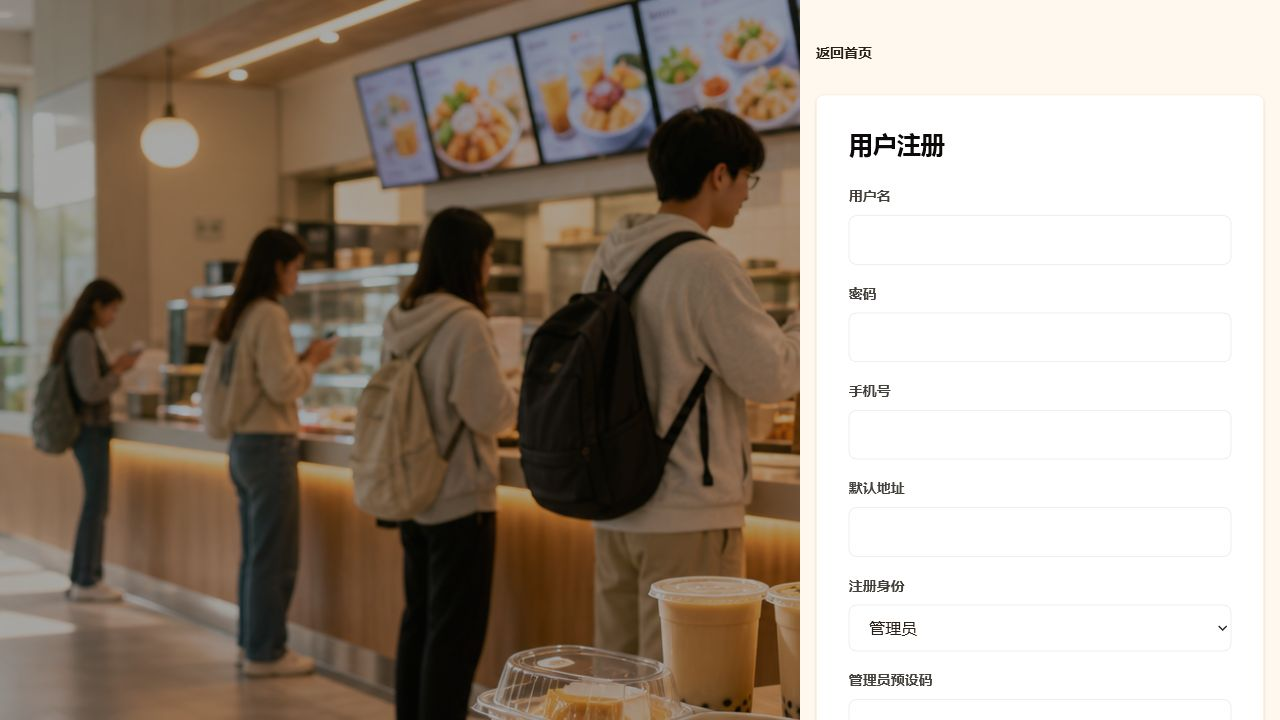 返回首页
用户注册
用户名
密码
手机号
默认地址
注册身份
管理员
管理员预设码